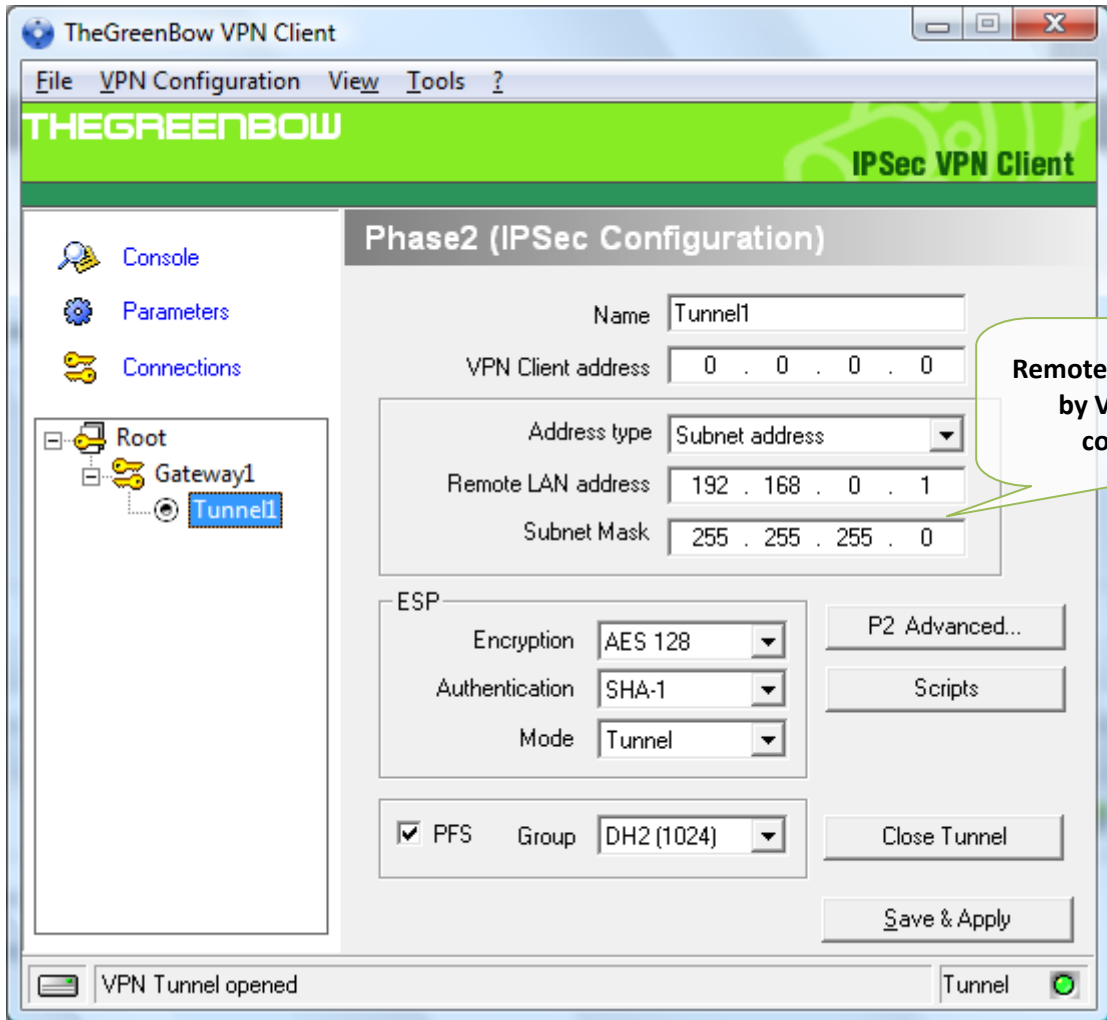 TheGreenBow VPN Client
File VPN Configuration View Tools ?
THEGREENBOW
IPSec VPN Client
Console
Parameters
Connections
Root
Gateway1
Tunnel1
Phase2 (IPSec Configuration)
Name Tunnel1
VPN Client address 0 . 0 . 0 . 0
Address type Subnet address
Remote LAN address 192 . 168 . 0 . 1
Subnet Mask 255 . 255 . 255 . 0
Remote
by
ESP
Encryption AES 128
Authentication SHA-1
Mode Tunnel
P2 Advanced...
Scripts
PFS Group DH2 (1024)
Close Tunnel
Save & Apply
VPN Tunnel opened
Tunnel